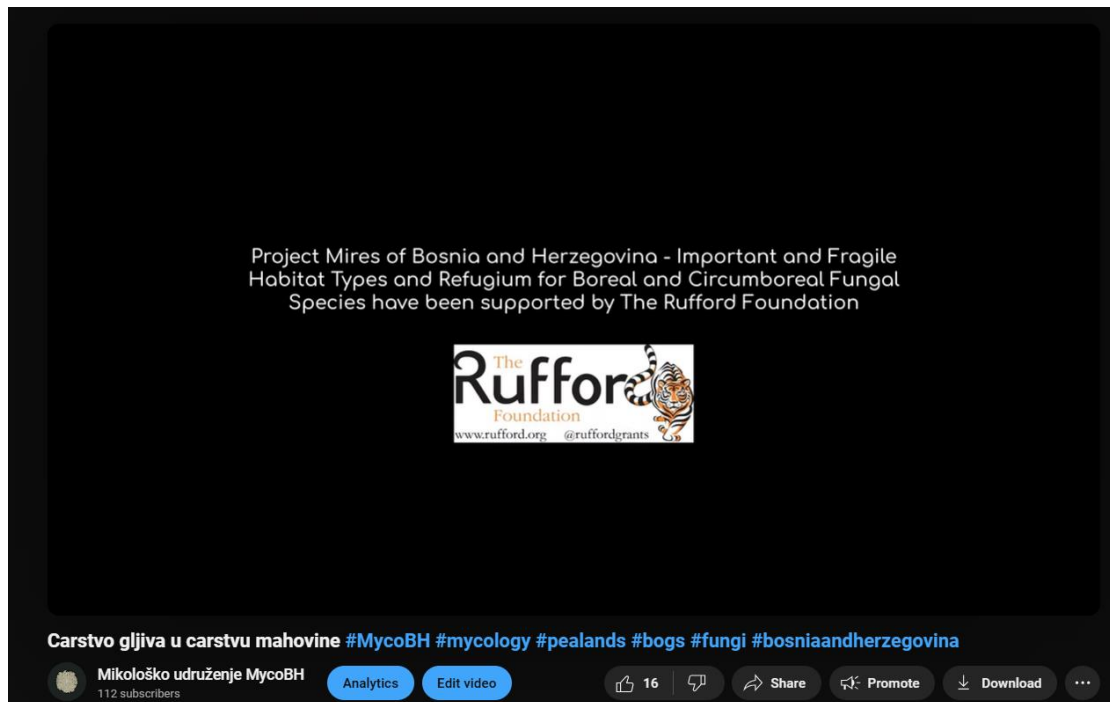 Project Mires of Bosnia and Herzegovina - Important and Fragile
Habitat Types and Refugium for Boreal and Circumboreal Fungal
Species have been supported by The Rufford Foundation
The
Rufford
Foundation
www.rufford.org @ruffordgrants
Carstvo gljiva u carstvu mahovine #MycoBH #mycology #pealands #bogs #fungi #bosniaandherzegovina
Mikološko udruženje MycoBH
112 subscribers
Analytics
Edit video
16
Share
Promote
Download